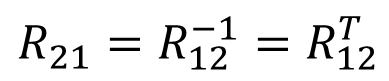 $R_{21} = R_{12}^{-1} = R_{12}^{T}$